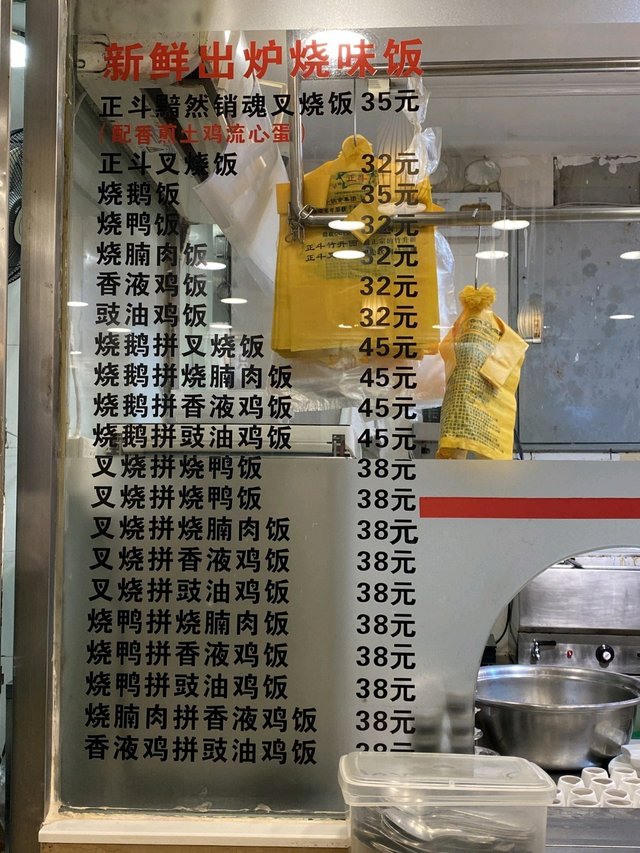 新鲜出炉烧味饭
正斗黯然销魂叉烧饭 35元
(配香煎土鸡流心蛋)
正斗叉烧饭 32元
烧鹅饭 35元
烧鸭饭 32元
烧腩肉饭 32元
香液鸡饭 32元
豉油鸡饭 32元
烧鹅拼叉烧饭 45元
烧鹅拼烧腩肉饭 45元
烧鹅拼香液鸡饭 45元
烧鹅拼豉油鸡饭 45元
叉烧拼烧鸭饭 38元
叉烧拼烧鸭饭 38元
叉烧拼烧腩肉饭 38元
叉烧拼香液鸡饭 38元
叉烧拼豉油鸡饭 38元
烧鸭拼烧腩肉饭 38元
烧鸭拼香液鸡饭 38元
烧鸭拼豉油鸡饭 38元
烧腩肉拼香液鸡饭 38元
香液鸡拼豉油鸡饭 38元
正斗